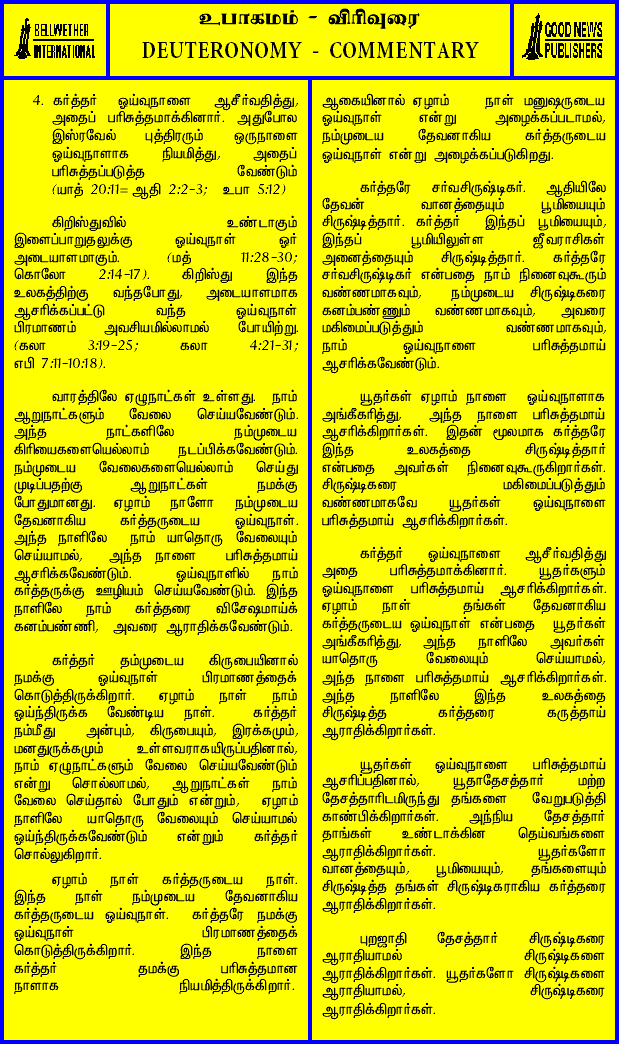 BELLWETHER
INTERNATIONAL
உபாகமம் - விரிவுரை
DEUTERONOMY - COMMENTARY
GOOD NEWS
PUBLISHERS
4. கர்த்தர் ஓய்வுநாளை ஆசீர்வதித்து,
அதைப் பரிசுத்தமாக்கினார். அதுபோல
இஸ்ரவேல் புத்திரரும் ஒருநாளை
ஓய்வுநாளாக நியமித்து, அதைப்
பரிசுத்தப்படுத்த வேண்டும்
(யாத் 20:11= ஆதி 2:2-3; உபா 5:12)
கிறிஸ்துவில் உண்டாகும்
இளைப்பாறுதலுக்கு ஓய்வுநாள் ஓர்
அடையாளமாகும். (மத் 11:28-30;
கொலோ 2:14-17). கிறிஸ்து இந்த
உலகத்திற்கு வந்தபோது, அடையாளமாக
ஆசரிக்கப்பட்டு வந்த ஓய்வுநாள்
பிரமாணம் அவசியமில்லாமல் போயிற்று.
(கலா 3:19-25; கலா 4:21-31;
எபி 7:11-10:18).
வாரத்திலே ஏழுநாட்கள் உள்ளது. நாம்
ஆறுநாட்களும் வேலை செய்யவேண்டும்.
அந்த நாட்களிலே நம்முடைய
கிரியைகளையெல்லாம் நடப்பிக்கவேண்டும்.
நம்முடைய வேலைகளையெல்லாம் செய்து
முடிப்பதற்கு ஆறுநாட்கள் நமக்கு
போதுமானது. ஏழாம் நாளோ நம்முடைய
தேவனாகிய கர்த்தருடைய ஓய்வுநாள்.
அந்த நாளிலே நாம் யாதொரு வேலையும்
செய்யாமல், அந்த நாளை பரிசுத்தமாய்
ஆசரிக்கவேண்டும். ஓய்வுநாளில் நாம்
கர்த்தருக்கு ஊழியம் செய்யவேண்டும். இந்த
நாளிலே நாம் கர்த்தரை விசேஷமாய்க்
கனம்பண்ணி, அவரை ஆராதிக்கவேண்டும்.
கர்த்தர் தம்முடைய கிருபையினால்
நமக்கு ஓய்வுநாள் பிரமாணத்தைக்
கொடுத்திருக்கிறார். ஏழாம் நாள் நாம்
ஓய்ந்திருக்க வேண்டிய நாள். கர்த்தர்
நம்மீது அன்பும், கிருபையும், இரக்கமும்,
மனதுருக்கமும் உள்ளவராகயிருப்பதினால்,
நாம் ஏழுநாட்களும் வேலை செய்யவேண்டும்
என்று சொல்லாமல், ஆறுநாட்கள் நாம்
வேலை செய்தால் போதும் என்றும், ஏழாம்
நாளிலே யாதொரு வேலையும் செய்யாமல்
ஓய்ந்திருக்கவேண்டும் என்றும் கர்த்தர்
சொல்லுகிறார்.
ஏழாம் நாள் கர்த்தருடைய நாள்.
இந்த நாள் நம்முடைய தேவனாகிய
கர்த்தருடைய ஓய்வுநாள். கர்த்தரே நமக்கு
ஓய்வுநாள் பிரமாணத்தைக்
கொடுத்திருக்கிறார். இந்த நாளை
கர்த்தர் தமக்கு பரிசுத்தமான
நாளாக நியமித்திருக்கிறார்.
ஆகையினால் ஏழாம் நாள் மனுஷருடைய
ஓய்வுநாள் என்று அழைக்கப்படாமல்,
நம்முடைய தேவனாகிய கர்த்தருடைய
ஓய்வுநாள் என்று அழைக்கப்படுகிறது.
கர்த்தரே சர்வசிருஷ்டிகர். ஆதியிலே
தேவன் வானத்தையும் பூமியையும்
சிருஷ்டித்தார். கர்த்தர் இந்தப் பூமியையும்,
இந்தப் பூமியிலுள்ள ஜீவராசிகள்
அனைத்தையும் சிருஷ்டித்தார். கர்த்தரே
சர்வசிருஷ்டிகர் என்பதை நாம் நினைவுகூரும்
வண்ணமாகவும், நம்முடைய சிருஷ்டிகரை
கனம்பண்ணும் வண்ணமாகவும், அவரை
மகிமைப்படுத்தும் வண்ணமாகவும்,
நாம் ஓய்வுநாளை பரிசுத்தமாய்
ஆசரிக்கவேண்டும்.
யூதர்கள் ஏழாம் நாளை ஓய்வுநாளாக
அங்கீகரித்து, அந்த நாளை பரிசுத்தமாய்
ஆசரிக்கிறார்கள். இதன் மூலமாக கர்த்தரே
இந்த உலகத்தை சிருஷ்டித்தார்
என்பதை அவர்கள் நினைவுகூருகிறார்கள்.
சிருஷ்டிகரை மகிமைப்படுத்தும்
வண்ணமாகவே யூதர்கள் ஓய்வுநாளை
பரிசுத்தமாய் ஆசரிக்கிறார்கள்.
கர்த்தர் ஓய்வுநாளை ஆசீர்வதித்து
அதை பரிசுத்தமாக்கினார். யூதர்களும்
ஓய்வுநாளை பரிசுத்தமாய் ஆசரிக்கிறார்கள்.
ஏழாம் நாள் தங்கள் தேவனாகிய
கர்த்தருடைய ஓய்வுநாள் என்பதை யூதர்கள்
அங்கீகரித்து, அந்த நாளிலே அவர்கள்
யாதொரு வேலையும் செய்யாமல்,
அந்த நாளை பரிசுத்தமாய் ஆசரிக்கிறார்கள்.
அந்த நாளிலே இந்த உலகத்தை
சிருஷ்டித்த கர்த்தரை கருத்தாய்
ஆராதிக்கிறார்கள்.
யூதர்கள் ஓய்வுநாளை பரிசுத்தமாய்
ஆசரிப்பதினால், யூதாதேசத்தார் மற்ற
தேசத்தாரிடமிருந்து தங்களை வேறுபடுத்தி
காண்பிக்கிறார்கள். அந்நிய தேசத்தார்
தாங்கள் உண்டாக்கின தெய்வங்களை
ஆராதிக்கிறார்கள். யூதர்களோ
வானத்தையும், பூமியையும், தங்களையும்
சிருஷ்டித்த தங்கள் சிருஷ்டிகராகிய கர்த்தரை
ஆராதிக்கிறார்கள்.
புறஜாதி தேசத்தார் சிருஷ்டிகரை
ஆராதியாமல் சிருஷ்டிகளை
ஆராதிக்கிறார்கள். யூதர்களோ சிருஷ்டிகளை
ஆராதியாமல், சிருஷ்டிகரை
ஆராதிக்கிறார்கள்.